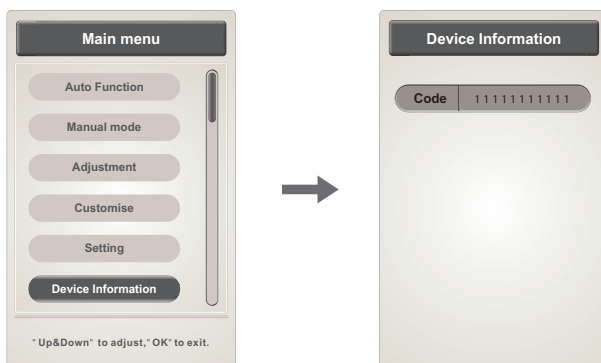 Main menu
Auto Function
Manual mode
Adjustment
Customise
Setting
Device Information
"Up&Down" to adjust,"OK" to exit.
Device Information
Code 11111111111